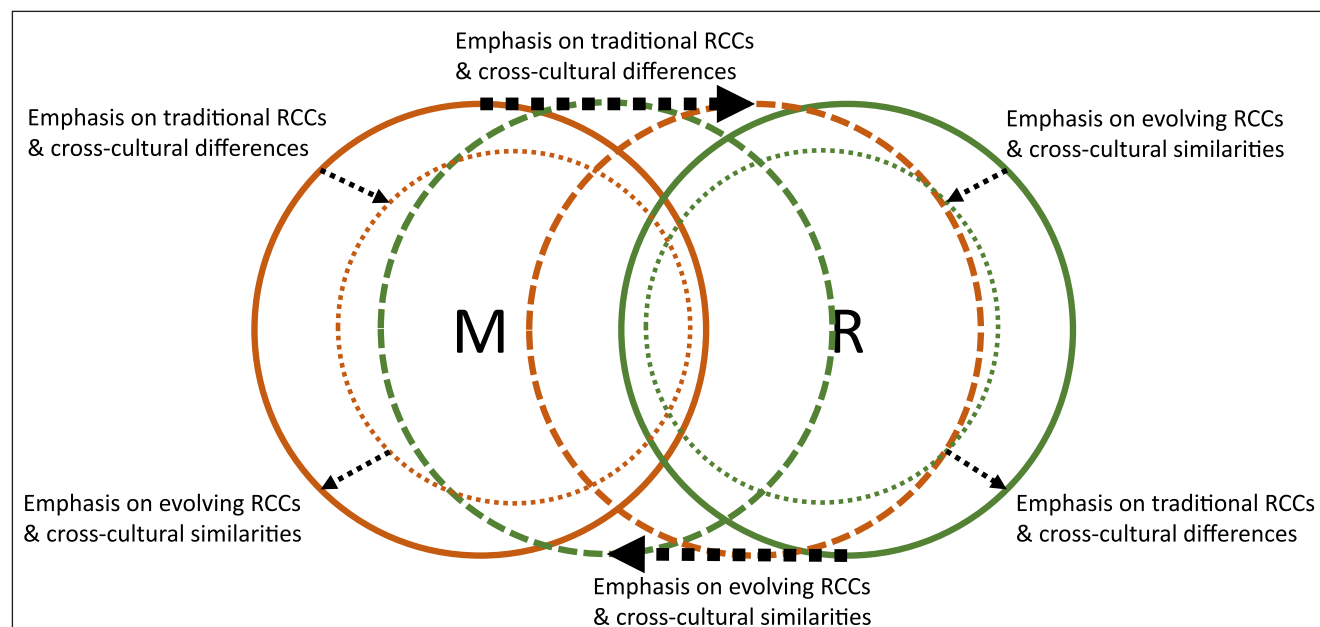 Emphasis on traditional RCCs
& cross-cultural differences
Emphasis on traditional RCCs
& cross-cultural differences
Emphasis on evolving RCCs
& cross-cultural similarities
M
R
Emphasis on evolving RCCs
& cross-cultural similarities
Emphasis on traditional RCCs
& cross-cultural differences
Emphasis on evolving RCCs
& cross-cultural similarities